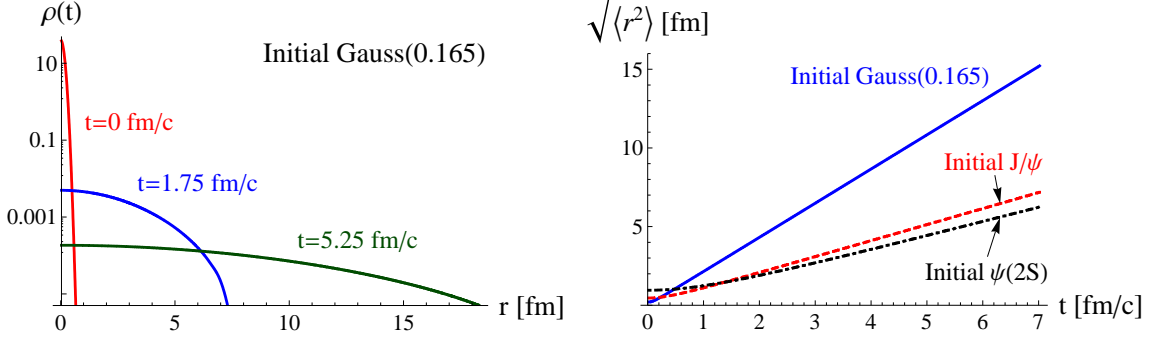 ρ(t)
Initial Gauss(0.165)
10
t=0 fm/c
0.1
t=1.75 fm/c
0.001
t=5.25 fm/c
0 5 10 15
r [fm]
√⟨r²⟩ [fm]
15
Initial Gauss(0.165)
10
Initial J/ψ
5
Initial ψ(2S)
0 1 2 3 4 5 6 7
t [fm/c]